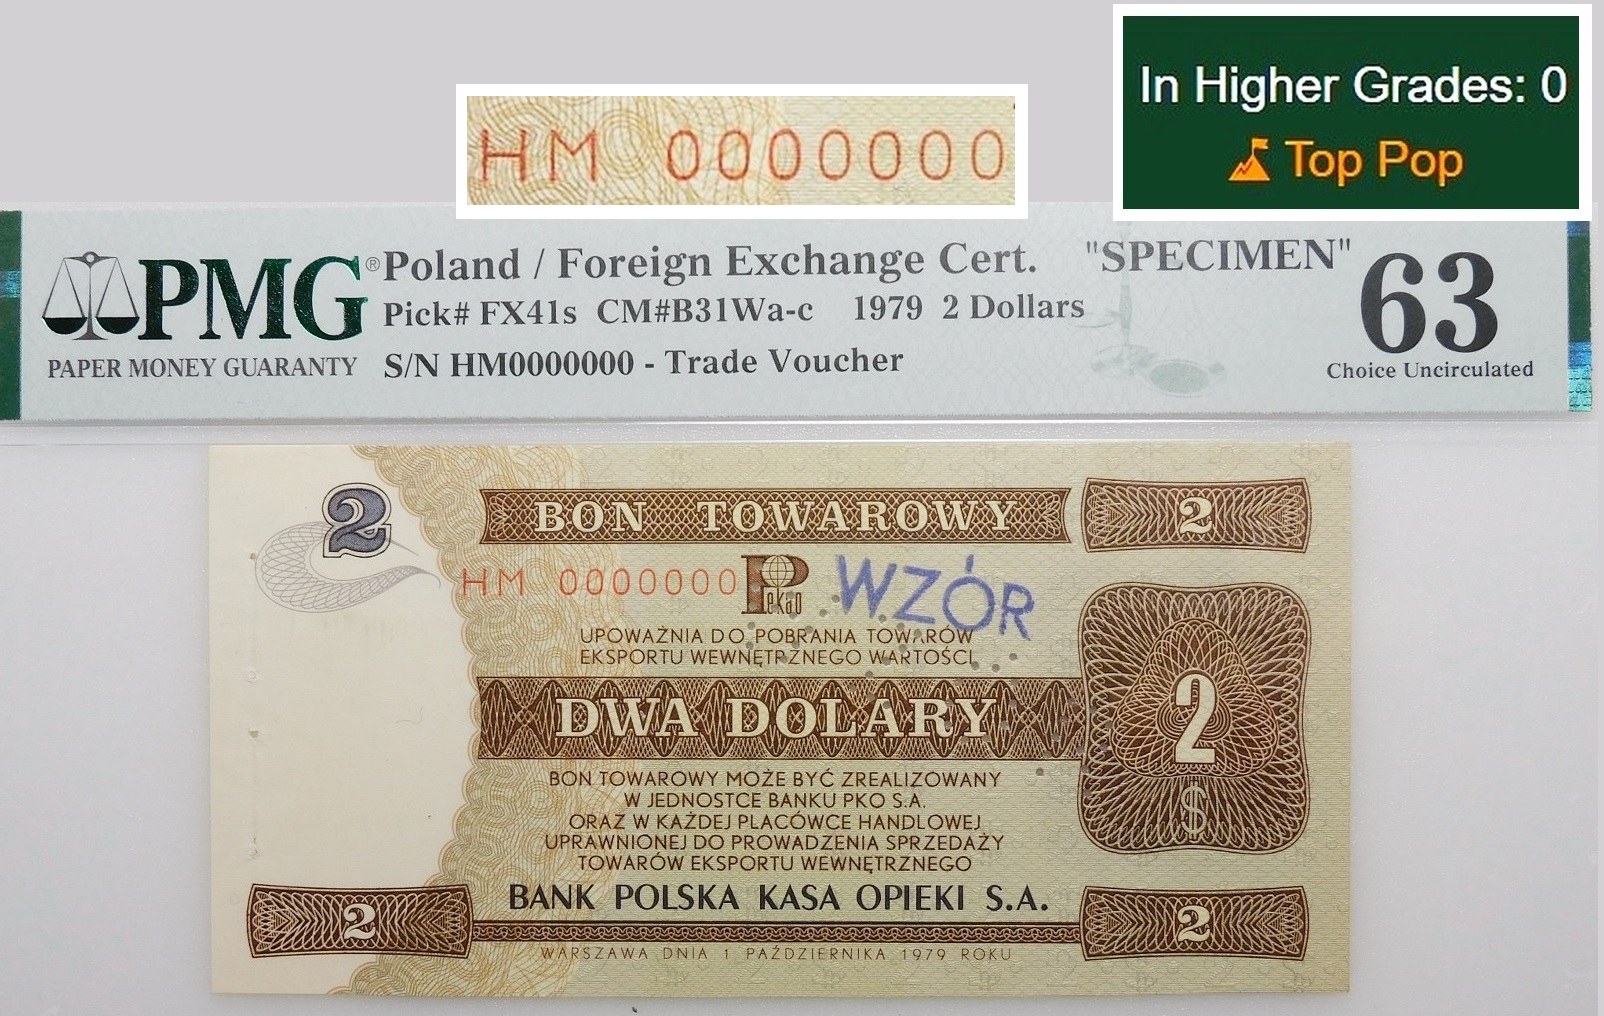 In Higher Grades: 0
Top Pop
HM 0000000
PMG® Poland / Foreign Exchange Cert. "SPECIMEN" 63
Pick# FX41s CM#B31Wa-c 1979 2 Dollars
PAPER MONEY GUARANTY S/N HM0000000 - Trade Voucher Choice Uncirculated
2 BON TOWAROWY 2
HM 0000000 Pekao WZÓR
UPOWAŻNIA DO POBRANIA TOWARÓW
EKSPORTU WEWNĘTRZNEGO WARTOŚCI
DWA DOLARY 2
$
BON TOWAROWY MOŻE BYĆ ZREALIZOWANY
W JEDNOSTCE BANKU PKO S.A.
ORAZ W KAŻDEJ PLACÓWCE HANDLOWEJ
UPRAWNIONEJ DO PROWADZENIA SPRZEDAŻY
TOWARÓW EKSPORTU WEWNĘTRZNEGO
2 BANK POLSKA KASA OPIEKI S.A. 2
WARSZAWA DNIA 1 PAŹDZIERNIKA 1979 ROKU